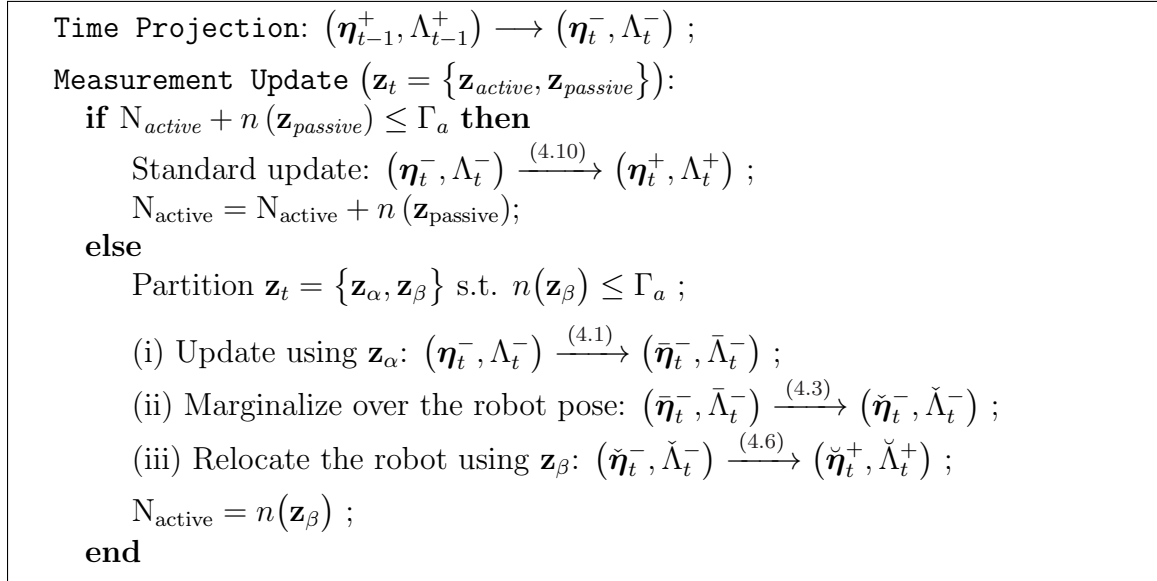 Time Projection: (η⁺ₜ₋₁, Λ⁺ₜ₋₁) ⟶ (η⁻ₜ, Λ⁻ₜ) ;
Measurement Update (zₜ = {z_active, z_passive}):
if N_active + n (z_passive) ≤ Γₐ then
Standard update: (η⁻ₜ, Λ⁻ₜ) —(4.10)→ (η⁺ₜ, Λ⁺ₜ) ;
N_active = N_active + n (z_passive);
else
Partition zₜ = {z_α, z_β} s.t. n(z_β) ≤ Γₐ ;
(i) Update using z_α: (η⁻ₜ, Λ⁻ₜ) —(4.1)→ (η̄⁻ₜ, Λ̄⁻ₜ) ;
(ii) Marginalize over the robot pose: (η̄⁻ₜ, Λ̄⁻ₜ) —(4.3)→ (η̌⁻ₜ, Λ̌⁻ₜ) ;
(iii) Relocate the robot using z_β: (η̌⁻ₜ, Λ̌⁻ₜ) —(4.6)→ (η̆⁺ₜ, Λ̆⁺ₜ) ;
N_active = n(z_β) ;
end